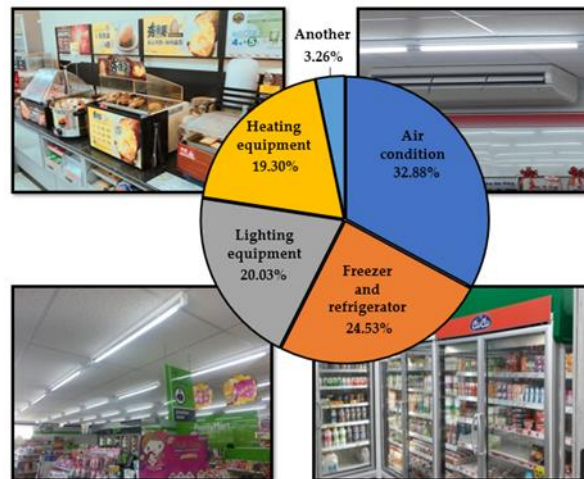 Another
3.26%
Heating
equipment
19.30%
Air
condition
32.88%
Lighting
equipment
20.03%
Freezer
and
refrigerator
24.53%
FamilyMart